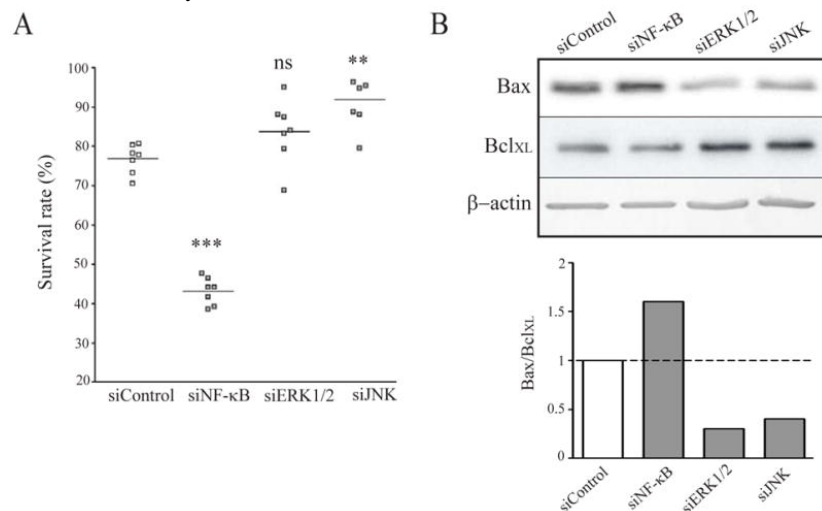 A
Survival rate (%)
100
90
80
70
60
50
40
30
20
ns
**
***
siControl
siNF-κB
siERK1/2
siJNK
B
siControl
siNF-κB
siERK1/2
siJNK
Bax
BclXL
β–actin
Bax/BclXL
2
1.5
1
0.5
0
siControl
siNF-κB
siERK1/2
siJNK